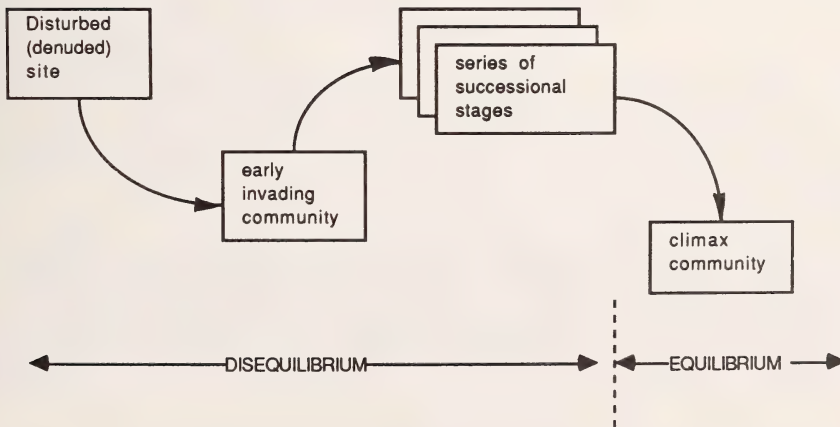 Disturbed
(denuded)
site
early
invading
community
series of
successional
stages
climax
community
DISEQUILIBRIUM
EQUILIBRIUM